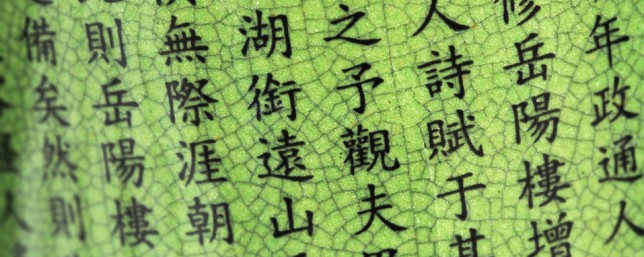 年政通人
修岳陽樓增
人詩賦于其
之予觀夫
湖銜遠山
無際涯朝
則岳陽樓
備矣然則